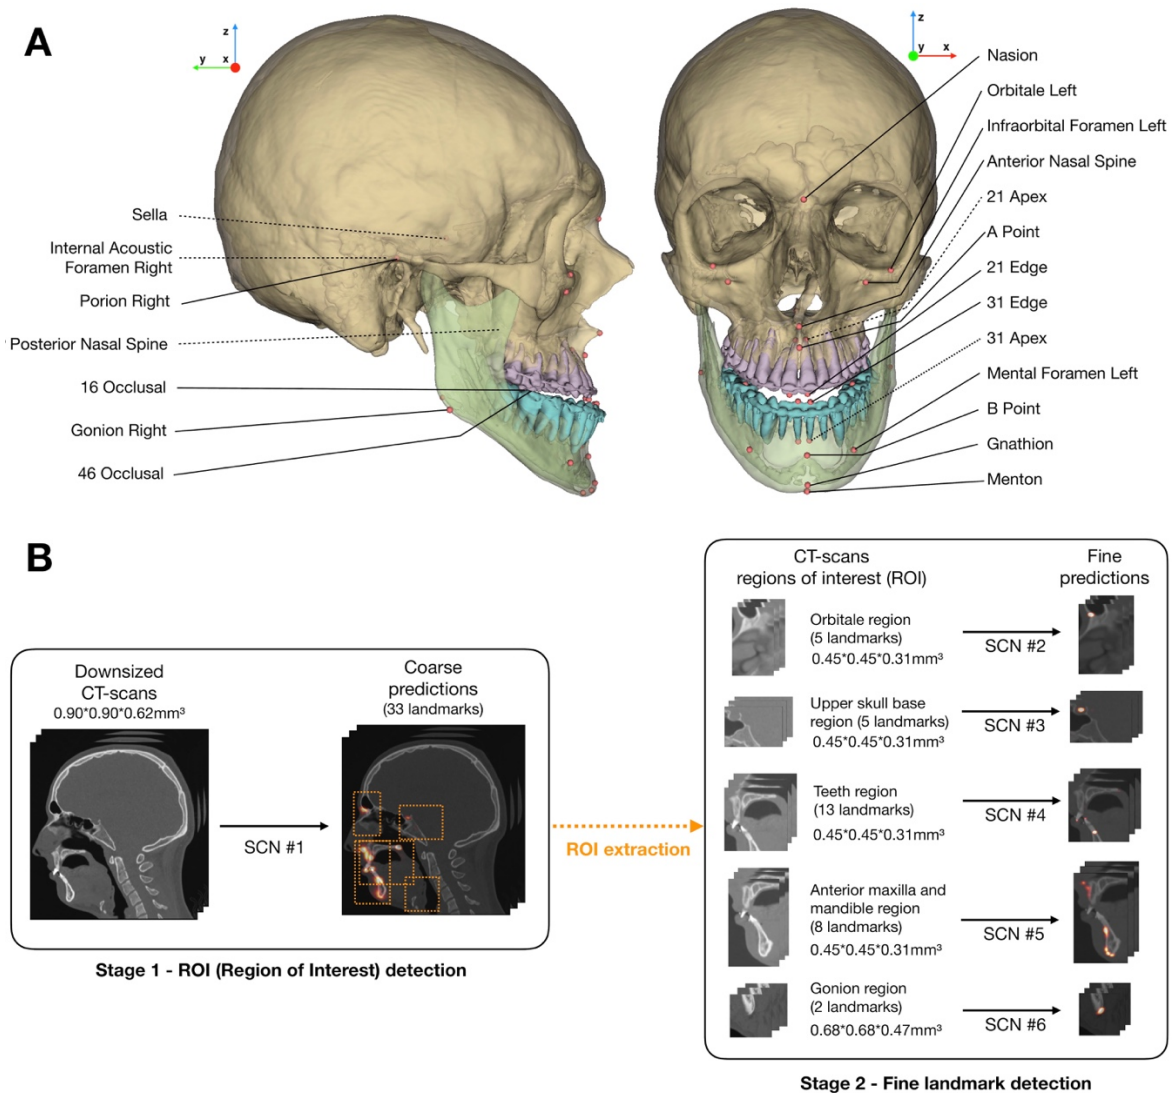 A
z
y
x
Sella
Internal Acoustic
Foramen Right
Porion Right
Posterior Nasal Spine
16 Occlusal
Gonion Right
46 Occlusal
z
y
x
Nasion
Orbitale Left
Infraorbital Foramen Left
Anterior Nasal Spine
21 Apex
A Point
21 Edge
31 Edge
31 Apex
Mental Foramen Left
B Point
Gnathion
Menton
B
Downsized
CT-scans
0.90*0.90*0.62mm³
SCN #1
Coarse
predictions
(33 landmarks)
Stage 1 - ROI (Region of Interest) detection
ROI extraction
CT-scans
regions of interest (ROI)
Fine
predictions
Orbitale region
(5 landmarks)
0.45*0.45*0.31mm³
SCN #2
Upper skull base
region (5 landmarks)
0.45*0.45*0.31mm³
SCN #3
Teeth region
(13 landmarks)
0.45*0.45*0.31mm³
SCN #4
Anterior maxilla and
mandible region
(8 landmarks)
0.45*0.45*0.31mm³
SCN #5
Gonion region
(2 landmarks)
0.68*0.68*0.47mm³
SCN #6
Stage 2 - Fine landmark detection